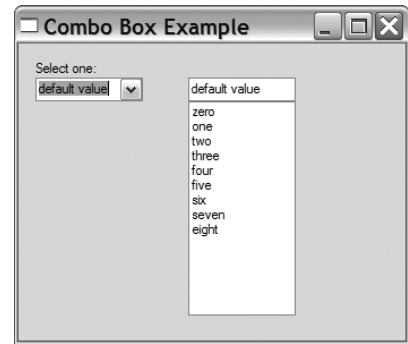 Combo Box Example
Select one:
default value
default value
zero
one
two
three
four
five
six
seven
eight